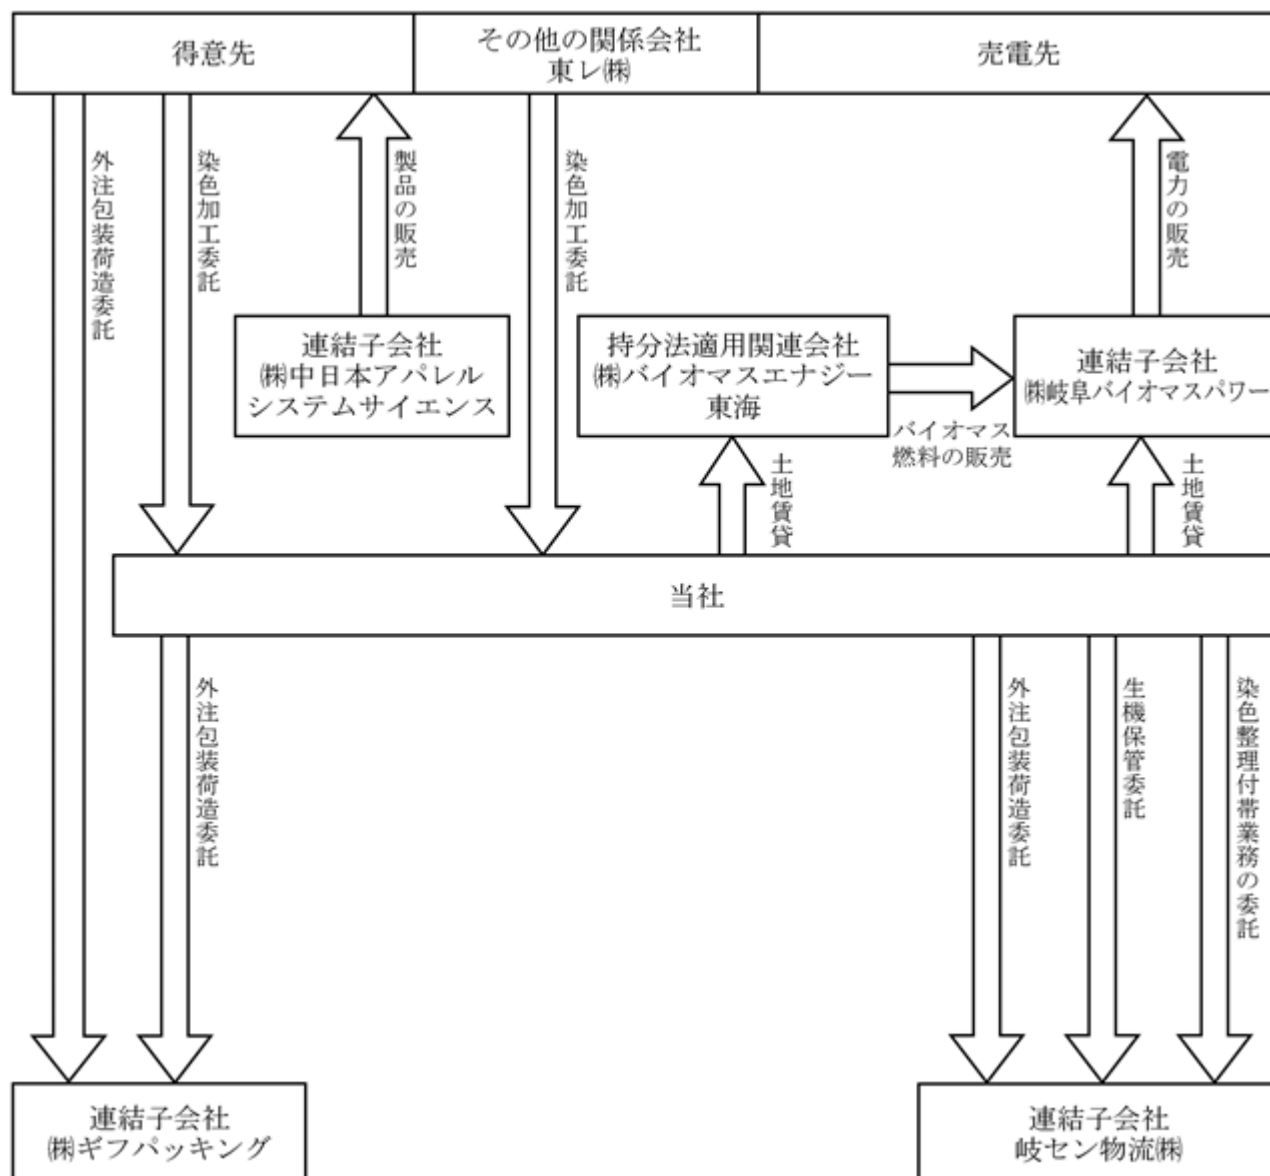 得意先
その他の関係会社
東レ㈱
売電先
外注包装荷造委託
染色加工委託
製品の販売
染色加工委託
電力の販売
連結子会社
㈱中日本アパレル
システムサイエンス
持分法適用関連会社
㈱バイオマスエナジー
東海
連結子会社
㈱岐阜バイオマスパワー
バイオマス
燃料の販売
土地賃貸
土地賃貸
当社
外注包装荷造委託
外注包装荷造委託
生機保管委託
染色整理付帯業務の委託
連結子会社
㈱ギフパッキング
連結子会社
岐セン物流㈱